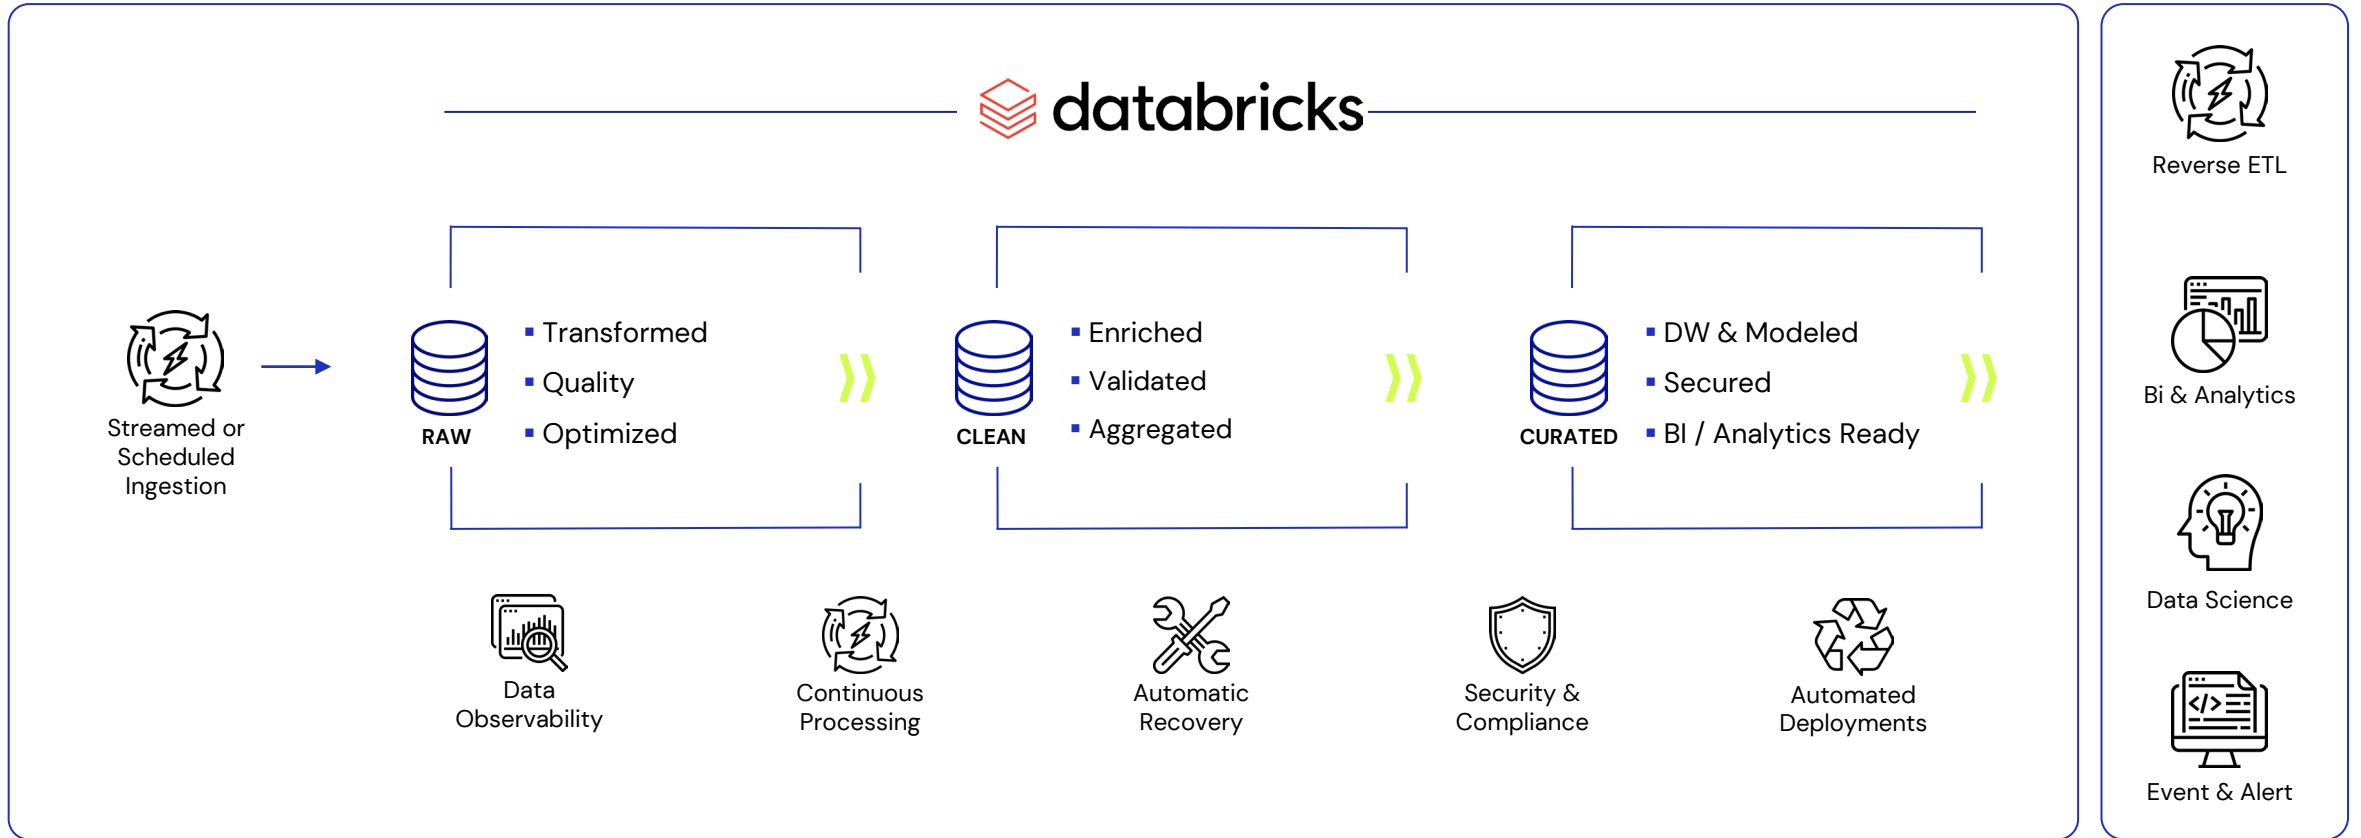 databricks
Streamed or
Scheduled
Ingestion
RAW
Transformed
Quality
Optimized
CLEAN
Enriched
Validated
Aggregated
CURATED
DW & Modeled
Secured
BI / Analytics Ready
Data
Observability
Continuous
Processing
Automatic
Recovery
Security &
Compliance
Automated
Deployments
Reverse ETL
Bi & Analytics
Data Science
</>
Event & Alert